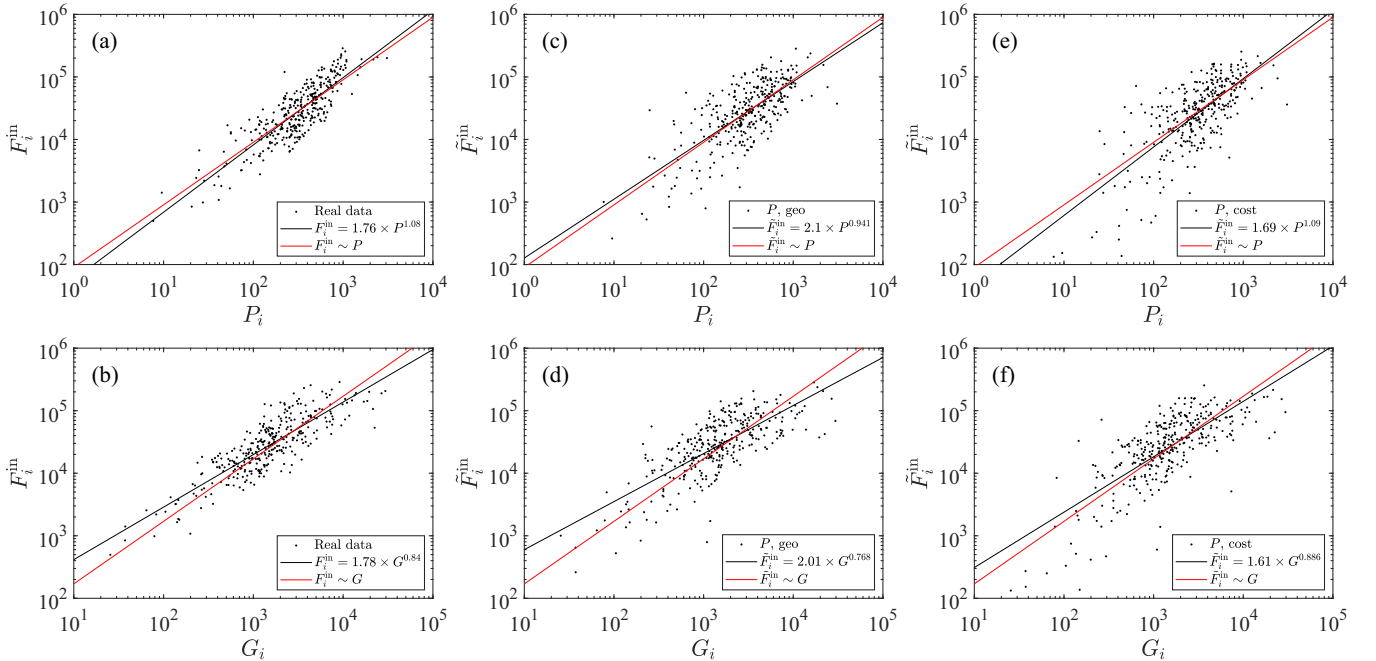 (a)
F_i^in
10^6
10^5
10^4
10^3
10^2
Real data
F_i^in = 1.76 × P^1.08
F_i^in ∼ P
10^0 10^1 10^2 10^3 10^4
P_i
(c)
F̃_i^in
10^6
10^5
10^4
10^3
10^2
P, geo
F̃_i^in = 2.1 × P^0.941
F̃_i^in ∼ P
10^0 10^1 10^2 10^3 10^4
P_i
(e)
F̃_i^in
10^6
10^5
10^4
10^3
10^2
P, cost
F̃_i^in = 1.69 × P^1.09
F̃_i^in ∼ P
10^0 10^1 10^2 10^3 10^4
P_i
(b)
F_i^in
10^6
10^5
10^4
10^3
10^2
Real data
F_i^in = 1.78 × G^0.84
F_i^in ∼ G
10^1 10^2 10^3 10^4 10^5
G_i
(d)
F̃_i^in
10^6
10^5
10^4
10^3
10^2
P, geo
F̃_i^in = 2.01 × G^0.768
F̃_i^in ∼ G
10^1 10^2 10^3 10^4 10^5
G_i
(f)
F̃_i^in
10^6
10^5
10^4
10^3
10^2
P, cost
F̃_i^in = 1.61 × G^0.886
F̃_i^in ∼ G
10^1 10^2 10^3 10^4 10^5
G_i